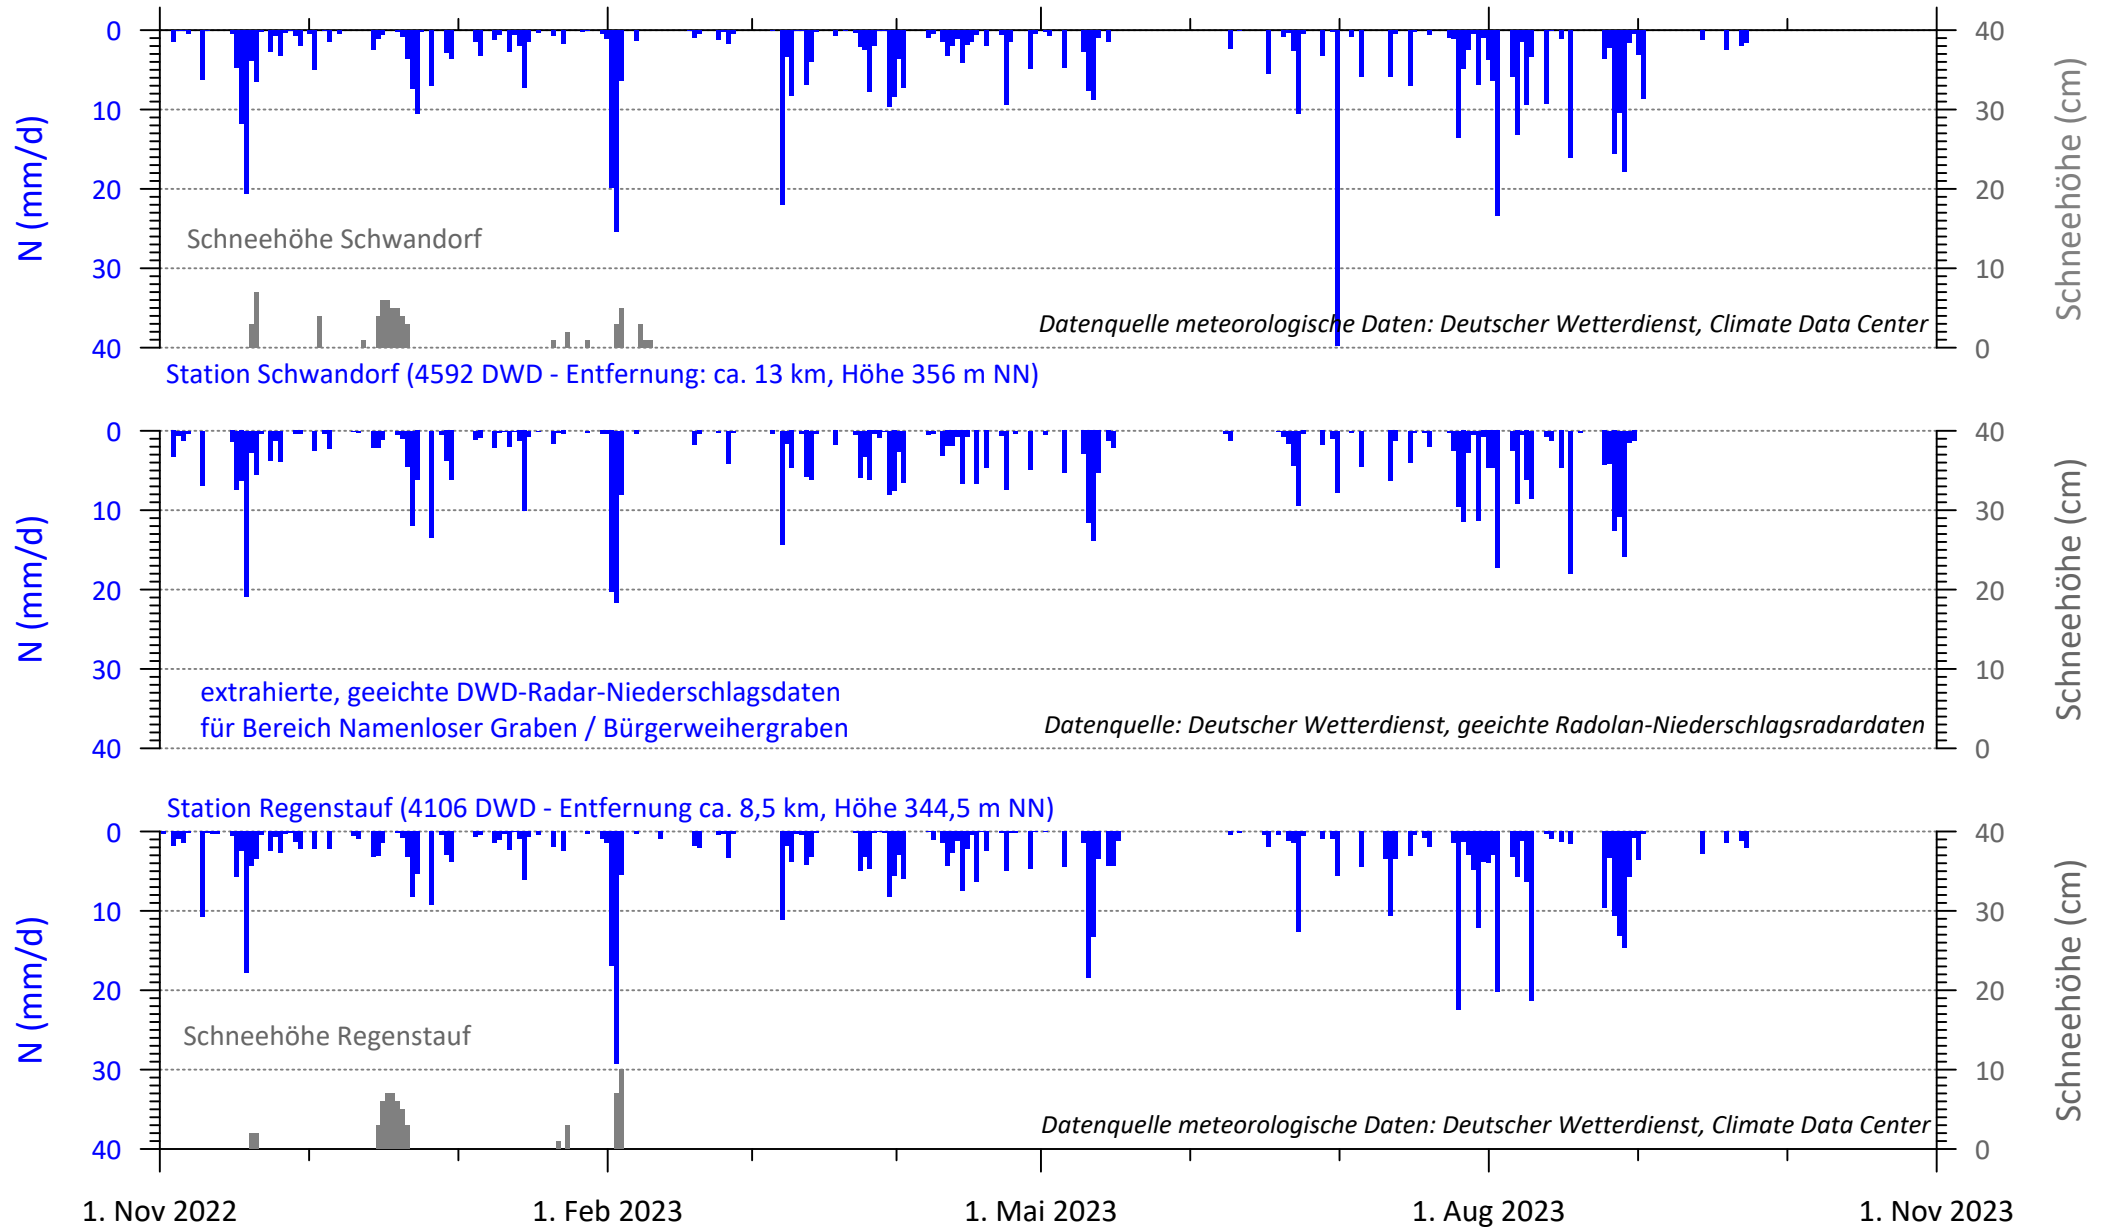 0
10
20
30
40
N (mm/d)
40
30
20
10
0
Schneehöhe (cm)
Schneehöhe Schwandorf
Datenquelle meteorologische Daten: Deutscher Wetterdienst, Climate Data Center
Station Schwandorf (4592 DWD - Entfernung: ca. 13 km, Höhe 356 m NN)
0
10
20
30
40
N (mm/d)
40
30
20
10
0
Schneehöhe (cm)
extrahierte, geeichte DWD-Radar-Niederschlagsdaten
für Bereich Namenloser Graben / Bürgerweihergraben
Datenquelle: Deutscher Wetterdienst, geeichte Radolan-Niederschlagsradardaten
Station Regenstauf (4106 DWD - Entfernung ca. 8,5 km, Höhe 344,5 m NN)
0
10
20
30
40
N (mm/d)
40
30
20
10
0
Schneehöhe (cm)
Schneehöhe Regenstauf
Datenquelle meteorologische Daten: Deutscher Wetterdienst, Climate Data Center
1. Nov 2022
1. Feb 2023
1. Mai 2023
1. Aug 2023
1. Nov 2023